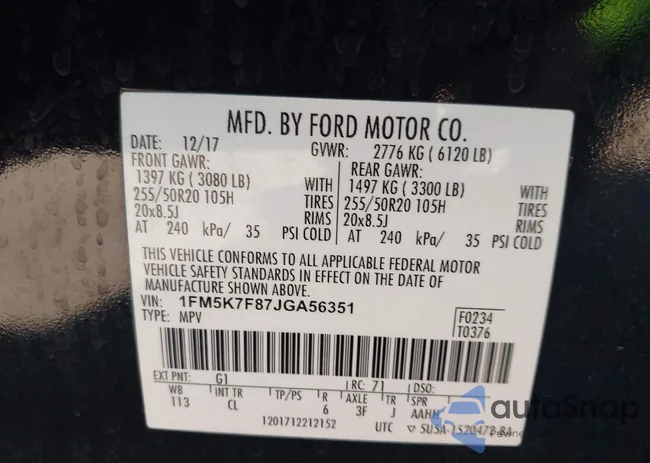 MFD. BY FORD MOTOR CO.
DATE: 12/17 GVWR: 2776 KG ( 6120 LB)
FRONT GAWR: REAR GAWR:
1397 KG ( 3080 LB) WITH 1497 KG ( 3300 LB) WITH
255/50R20 105H TIRES 255/50R20 105H TIRES
20x8.5J RIMS 20x8.5J RIMS
AT 240 kPa/ 35 PSI COLD AT 240 kPa/ 35 PSI COLD
THIS VEHICLE CONFORMS TO ALL APPLICABLE FEDERAL MOTOR
VEHICLE SAFETY STANDARDS IN EFFECT ON THE DATE OF
MANUFACTURE SHOWN ABOVE.
VIN: 1FM5K7F87JGA56351 F0234
TYPE: MPV T0376
EXT PNT: G1 RC: 71 DSO:
WB INT TR TP/PS R AXLE TR SPR
113 CL 6 3F J AAHH
1201712212152 UTC ▽ 5U5A-1520472-BA
autoSnap
Powered